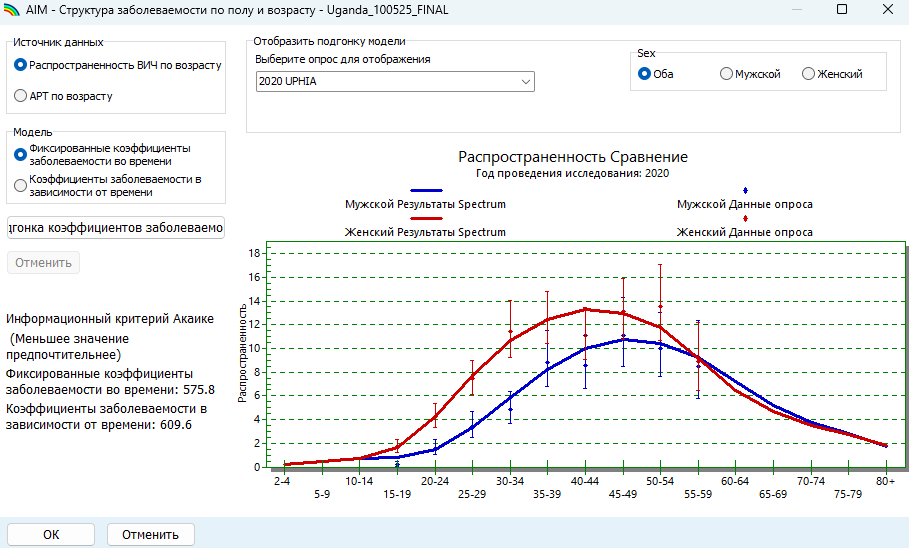 AIM - Структура заболеваемости по полу и возрасту - Uganda_100525_FINAL
Источник данных
Распространенность ВИЧ по возрасту
АРТ по возрасту
Модель
Фиксированные коэффициенты
заболеваемости во времени
Коэффициенты заболеваемости в
зависимости от времени
дгонка коэффициентов заболеваемо
Отменить
Информационный критерий Акаике
(Меньшее значение
предпочтительнее)
Фиксированные коэффициенты
заболеваемости во времени: 575.8
Коэффициенты заболеваемости в
зависимости от времени: 609.6
Отобразить подгонку модели
Выберите опрос для отображения
2020 UPHIA
Sex
Оба
Мужской
Женский
Распространенность Сравнение
Год проведения исследования: 2020
Мужской Результаты Spectrum
Мужской Данные опроса
Женский Результаты Spectrum
Женский Данные опроса
Распространенность
18
16
14
12
10
8
6
4
2
0
2-4
5-9
10-14
15-19
20-24
25-29
30-34
35-39
40-44
45-49
50-54
55-59
60-64
65-69
70-74
75-79
80+
ОК
Отменить